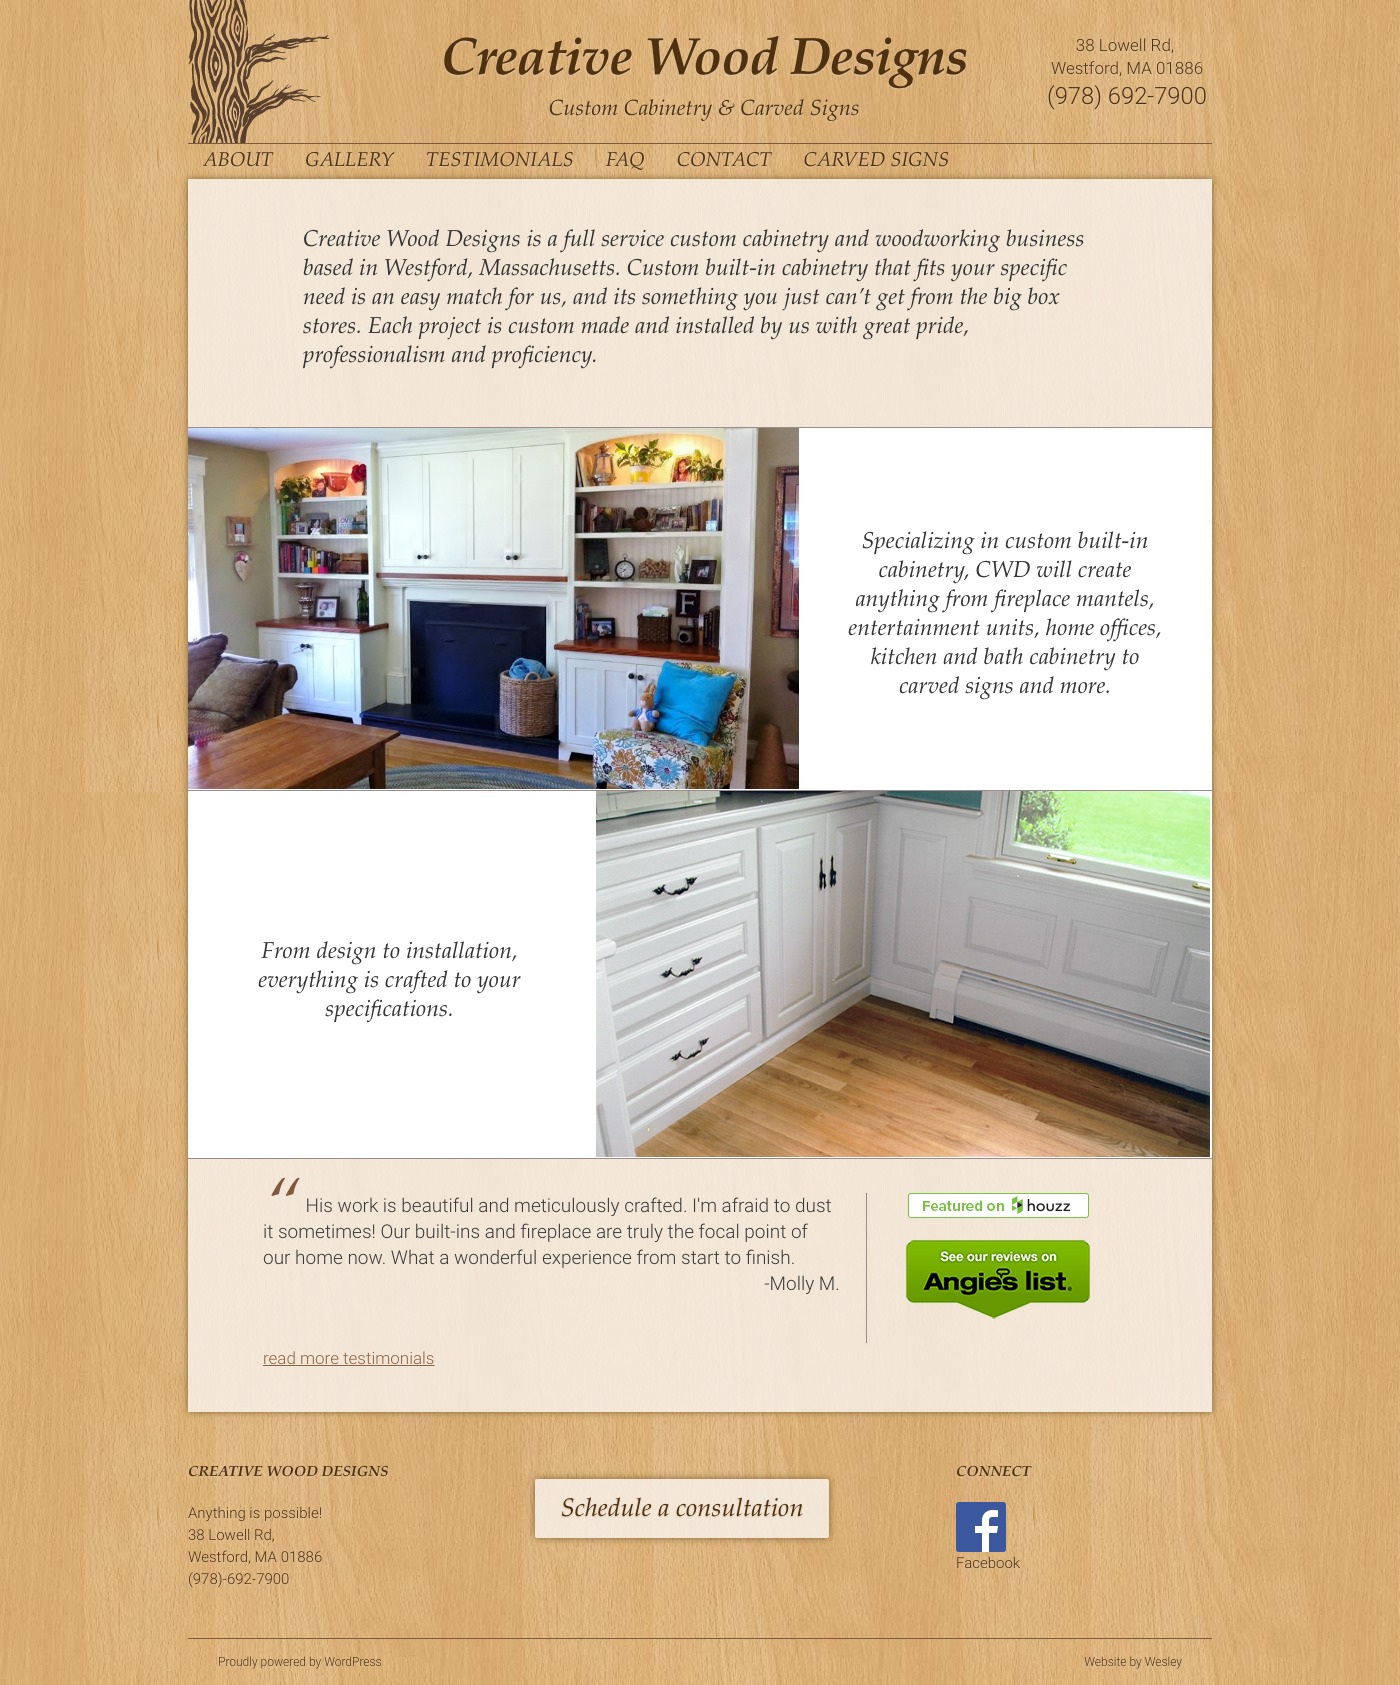 Creative Wood Designs
Custom Cabinetry & Carved Signs
38 Lowell Rd,
Westford, MA 01886
(978) 692-7900
ABOUT GALLERY TESTIMONIALS FAQ CONTACT CARVED SIGNS
Creative Wood Designs is a full service custom cabinetry and woodworking business
based in Westford, Massachusetts. Custom built-in cabinetry that fits your specific
need is an easy match for us, and its something you just can’t get from the big box
stores. Each project is custom made and installed by us with great pride,
professionalism and proficiency.
F
Specializing in custom built-in
cabinetry, CWD will create
anything from fireplace mantels,
entertainment units, home offices,
kitchen and bath cabinetry to
carved signs and more.
From design to installation,
everything is crafted to your
specifications.
“ His work is beautiful and meticulously crafted. I'm afraid to dust
it sometimes! Our built-ins and fireplace are truly the focal point of
our home now. What a wonderful experience from start to finish.
-Molly M.
read more testimonials
Featured on houzz
See our reviews on
Angie's list.
CREATIVE WOOD DESIGNS
Anything is possible!
38 Lowell Rd,
Westford, MA 01886
(978)-692-7900
Schedule a consultation
CONNECT
f
Facebook
Proudly powered by WordPress
Website by Wesley